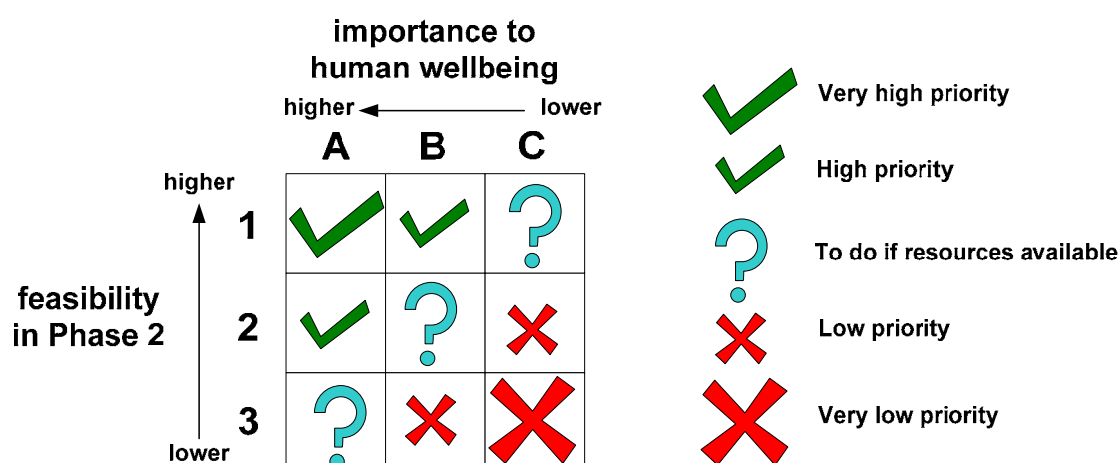 importance to
human wellbeing
higher lower
A B C
higher
1
2
3
feasibility
in Phase 2
lower
Very high priority
High priority
To do if resources available
Low priority
Very low priority